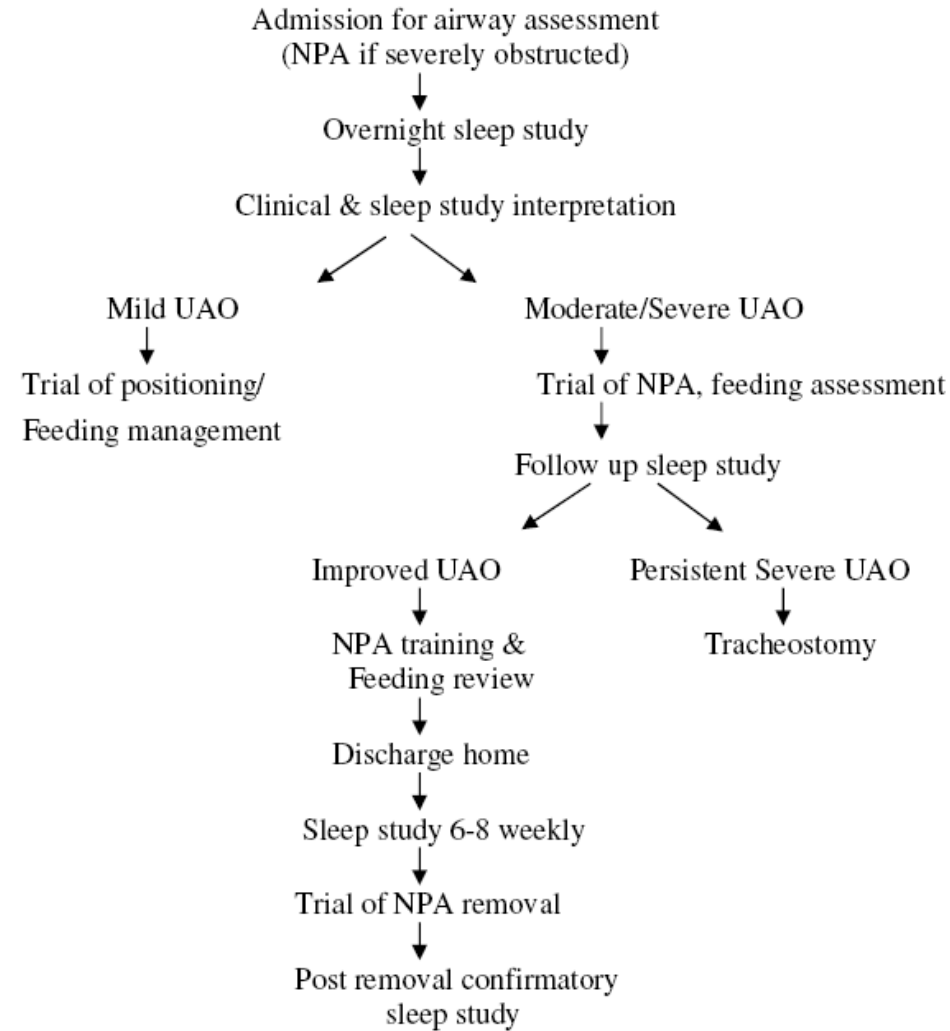 Admission for airway assessment
(NPA if severely obstructed)
Overnight sleep study
Clinical & sleep study interpretation
Mild UAO
Moderate/Severe UAO
Trial of positioning/
Feeding management
Trial of NPA, feeding assessment
Follow up sleep study
Improved UAO
Persistent Severe UAO
NPA training &
Feeding review
Tracheostomy
Discharge home
Sleep study 6-8 weekly
Trial of NPA removal
Post removal confirmatory
sleep study